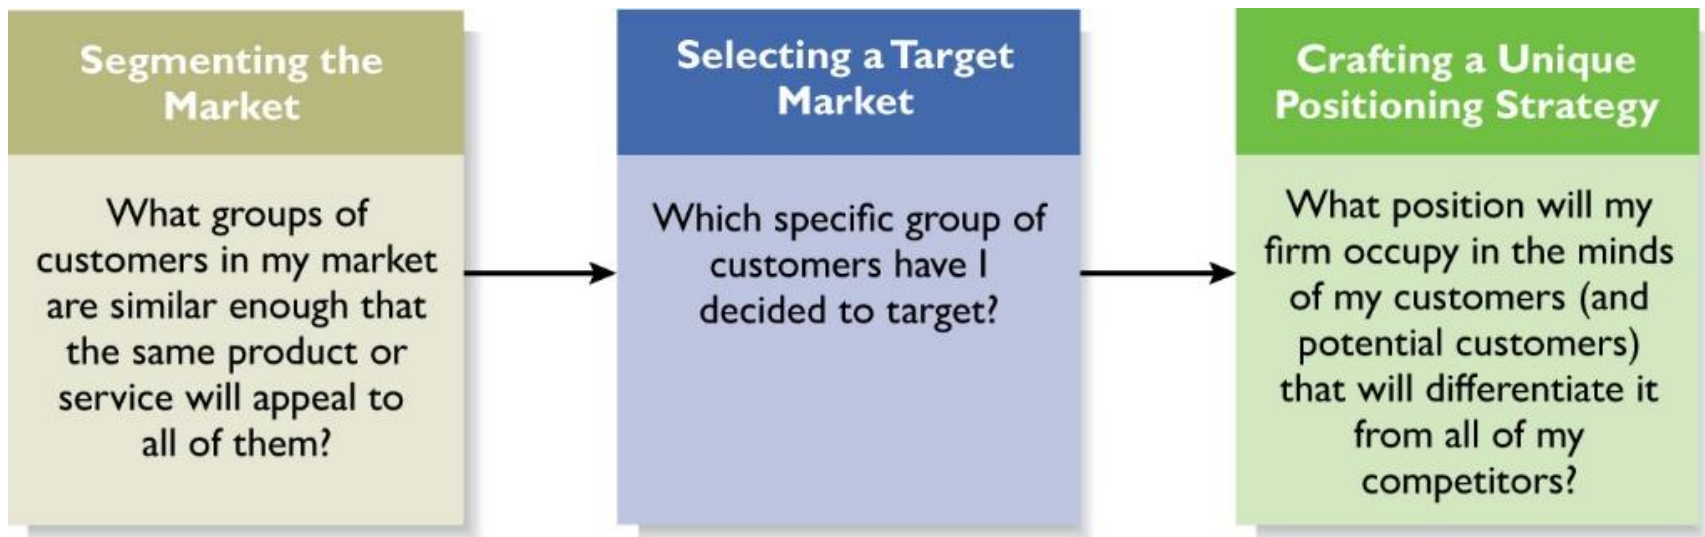 Segmenting the
Market
What groups of
customers in my market
are similar enough that
the same product or
service will appeal to
all of them?
Selecting a Target
Market
Which specific group of
customers have I
decided to target?
Crafting a Unique
Positioning Strategy
What position will my
firm occupy in the minds
of my customers (and
potential customers)
that will differentiate it
from all of my
competitors?